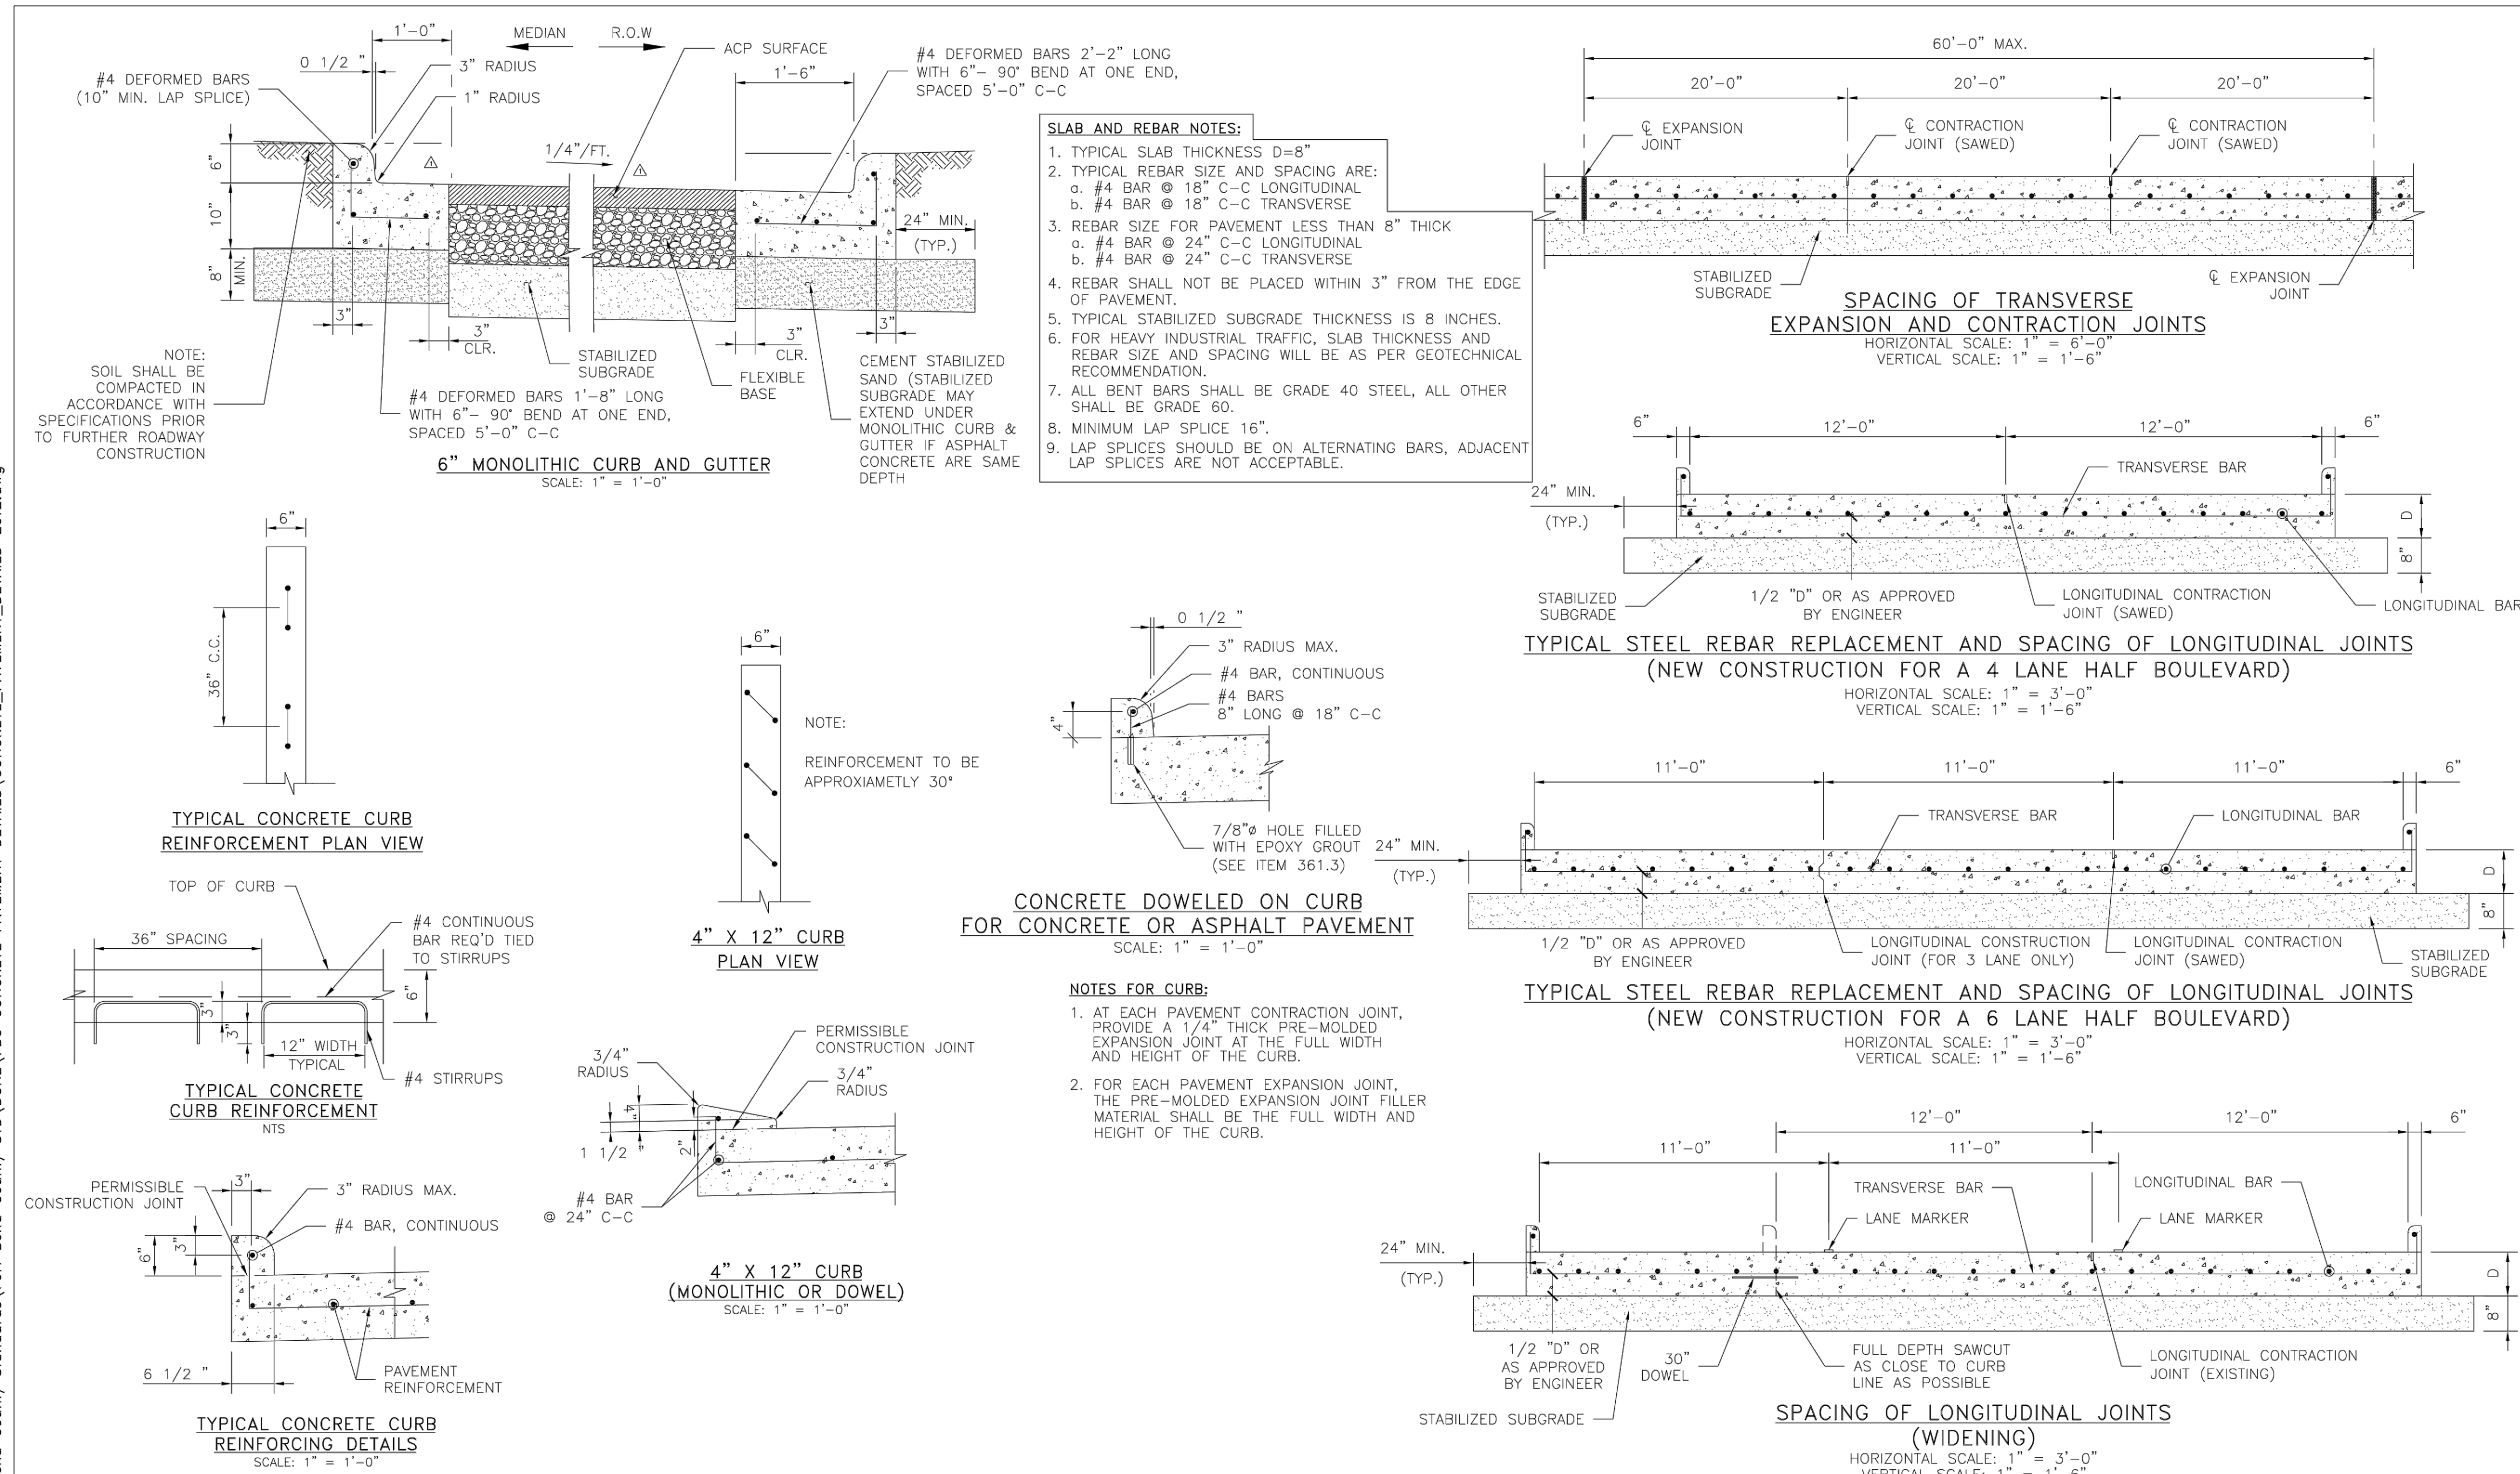 1'-0"
MEDIAN
R.O.W
ACP SURFACE
0 1/2 "
3" RADIUS
#4 DEFORMED BARS
(10" MIN. LAP SPLICE)
1" RADIUS
1'-6"
#4 DEFORMED BARS 2'-2" LONG
WITH 6"- 90° BEND AT ONE END,
SPACED 5'-0" C-C
6"
10"
8"
MIN.
1/4"/FT.
1
1
24" MIN.
(TYP.)
3"
3"
CLR.
3"
CLR.
3"
NOTE:
SOIL SHALL BE
COMPACTED IN
ACCORDANCE WITH
SPECIFICATIONS PRIOR
TO FURTHER ROADWAY
CONSTRUCTION
#4 DEFORMED BARS 1'-8" LONG
WITH 6"- 90° BEND AT ONE END,
SPACED 5'-0" C-C
STABILIZED
SUBGRADE
FLEXIBLE
BASE
CEMENT STABILIZED
SAND (STABILIZED
SUBGRADE MAY
EXTEND UNDER
MONOLITHIC CURB &
GUTTER IF ASPHALT
CONCRETE ARE SAME
DEPTH
6" MONOLITHIC CURB AND GUTTER
SCALE: 1" = 1'-0"
SLAB AND REBAR NOTES:
1. TYPICAL SLAB THICKNESS D=8"
2. TYPICAL REBAR SIZE AND SPACING ARE:
a. #4 BAR @ 18" C-C LONGITUDINAL
b. #4 BAR @ 18" C-C TRANSVERSE
3. REBAR SIZE FOR PAVEMENT LESS THAN 8" THICK
a. #4 BAR @ 24" C-C LONGITUDINAL
b. #4 BAR @ 24" C-C TRANSVERSE
4. REBAR SHALL NOT BE PLACED WITHIN 3" FROM THE EDGE
OF PAVEMENT.
5. TYPICAL STABILIZED SUBGRADE THICKNESS IS 8 INCHES.
6. FOR HEAVY INDUSTRIAL TRAFFIC, SLAB THICKNESS AND
REBAR SIZE AND SPACING WILL BE AS PER GEOTECHNICAL
RECOMMENDATION.
7. ALL BENT BARS SHALL BE GRADE 40 STEEL, ALL OTHER
SHALL BE GRADE 60.
8. MINIMUM LAP SPLICE 16".
9. LAP SPLICES SHOULD BE ON ALTERNATING BARS, ADJACENT
LAP SPLICES ARE NOT ACCEPTABLE.
60'-0" MAX.
20'-0"
20'-0"
20'-0"
℄ EXPANSION
JOINT
℄ CONTRACTION
JOINT (SAWED)
℄ CONTRACTION
JOINT (SAWED)
STABILIZED
SUBGRADE
℄ EXPANSION
JOINT
SPACING OF TRANSVERSE
EXPANSION AND CONTRACTION JOINTS
HORIZONTAL SCALE: 1" = 6'-0"
VERTICAL SCALE: 1" = 1'-6"
6"
12'-0"
12'-0"
6"
24" MIN.
(TYP.)
TRANSVERSE BAR
D
8"
STABILIZED
SUBGRADE
1/2 "D" OR AS APPROVED
BY ENGINEER
LONGITUDINAL CONTRACTION
JOINT (SAWED)
LONGITUDINAL BAR
TYPICAL STEEL REBAR REPLACEMENT AND SPACING OF LONGITUDINAL JOINTS
(NEW CONSTRUCTION FOR A 4 LANE HALF BOULEVARD)
HORIZONTAL SCALE: 1" = 3'-0"
VERTICAL SCALE: 1" = 1'-6"
6"
36" C.C.
TYPICAL CONCRETE CURB
REINFORCEMENT PLAN VIEW
6"
NOTE:
REINFORCEMENT TO BE
APPROXIAMETLY 30°
4" X 12" CURB
PLAN VIEW
0 1/2 "
3" RADIUS MAX.
#4 BAR, CONTINUOUS
#4 BARS
8" LONG @ 18" C-C
4"
7/8"ø HOLE FILLED
WITH EPOXY GROUT
(SEE ITEM 361.3)
CONCRETE DOWELED ON CURB
FOR CONCRETE OR ASPHALT PAVEMENT
SCALE: 1" = 1'-0"
11'-0"
11'-0"
11'-0"
6"
24" MIN.
(TYP.)
TRANSVERSE BAR
LONGITUDINAL BAR
D
8"
1/2 "D" OR AS APPROVED
BY ENGINEER
LONGITUDINAL CONSTRUCTION
JOINT (FOR 3 LANE ONLY)
LONGITUDINAL CONTRACTION
JOINT (SAWED)
STABILIZED
SUBGRADE
TYPICAL STEEL REBAR REPLACEMENT AND SPACING OF LONGITUDINAL JOINTS
(NEW CONSTRUCTION FOR A 6 LANE HALF BOULEVARD)
HORIZONTAL SCALE: 1" = 3'-0"
VERTICAL SCALE: 1" = 1'-6"
TOP OF CURB
36" SPACING
#4 CONTINUOUS
BAR REQ'D TIED
TO STIRRUPS
6"
3"
3"
12" WIDTH
TYPICAL
#4 STIRRUPS
TYPICAL CONCRETE
CURB REINFORCEMENT
NTS
NOTES FOR CURB:
1. AT EACH PAVEMENT CONTRACTION JOINT,
PROVIDE A 1/4" THICK PRE-MOLDED
EXPANSION JOINT AT THE FULL WIDTH
AND HEIGHT OF THE CURB.
2. FOR EACH PAVEMENT EXPANSION JOINT,
THE PRE-MOLDED EXPANSION JOINT FILLER
MATERIAL SHALL BE THE FULL WIDTH AND
HEIGHT OF THE CURB.
3/4"
RADIUS
PERMISSIBLE
CONSTRUCTION JOINT
3/4"
RADIUS
4"
1 1/2 "
2"
#4 BAR
@ 24" C-C
4" X 12" CURB
(MONOLITHIC OR DOWEL)
SCALE: 1" = 1'-0"
PERMISSIBLE
CONSTRUCTION JOINT
3"
3" RADIUS MAX.
#4 BAR, CONTINUOUS
6"
3"
6 1/2 "
PAVEMENT
REINFORCEMENT
TYPICAL CONCRETE CURB
REINFORCING DETAILS
SCALE: 1" = 1'-0"
12'-0"
12'-0"
6"
11'-0"
11'-0"
TRANSVERSE BAR
LONGITUDINAL BAR
LANE MARKER
LANE MARKER
24" MIN.
(TYP.)
D
8"
1/2 "D" OR
AS APPROVED
BY ENGINEER
30"
DOWEL
FULL DEPTH SAWCUT
AS CLOSE TO CURB
LINE AS POSSIBLE
LONGITUDINAL CONTRACTION
JOINT (EXISTING)
STABILIZED SUBGRADE
SPACING OF LONGITUDINAL JOINTS
(WIDENING)
HORIZONTAL SCALE: 1" = 3'-0"
VERTICAL SCALE: 1" = 1'-6"